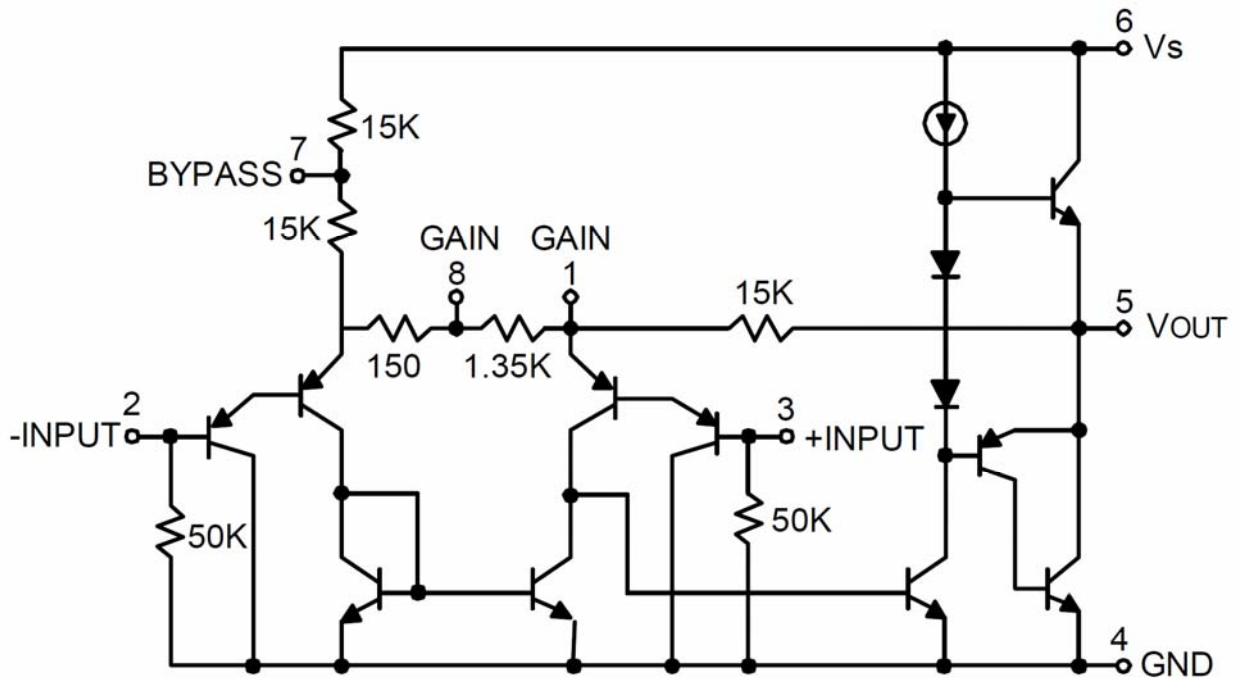 6
Vs
15K
7
BYPASS
15K
GAIN GAIN
8 1
15K
5
VOUT
150 1.35K
2
-INPUT
3
+INPUT
50K
50K
4
GND